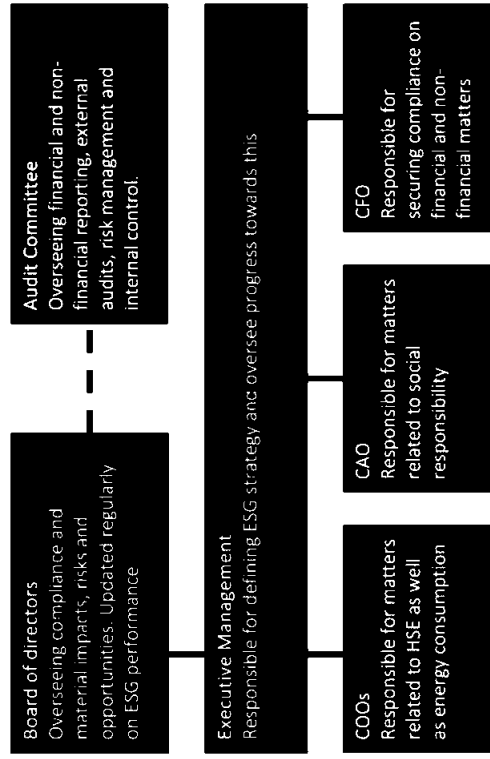 Board of directors
Overseeing compliance and
material impacts, risks and
opportunities. Updated regularly
on ESG performance
Audit Committee
Overseeing financial and non-
financial reporting, external
audits, risk management and
internal control.
Executive Management
Responsible for defining ESG strategy and oversee progress towards this
COOs
Responsible for matters
related to HSE as well
as energy consumption
CAO
Responsible for matters
related to social
responsibility
CFO
Responsible for
securing compliance on
financial and non-
financial matters